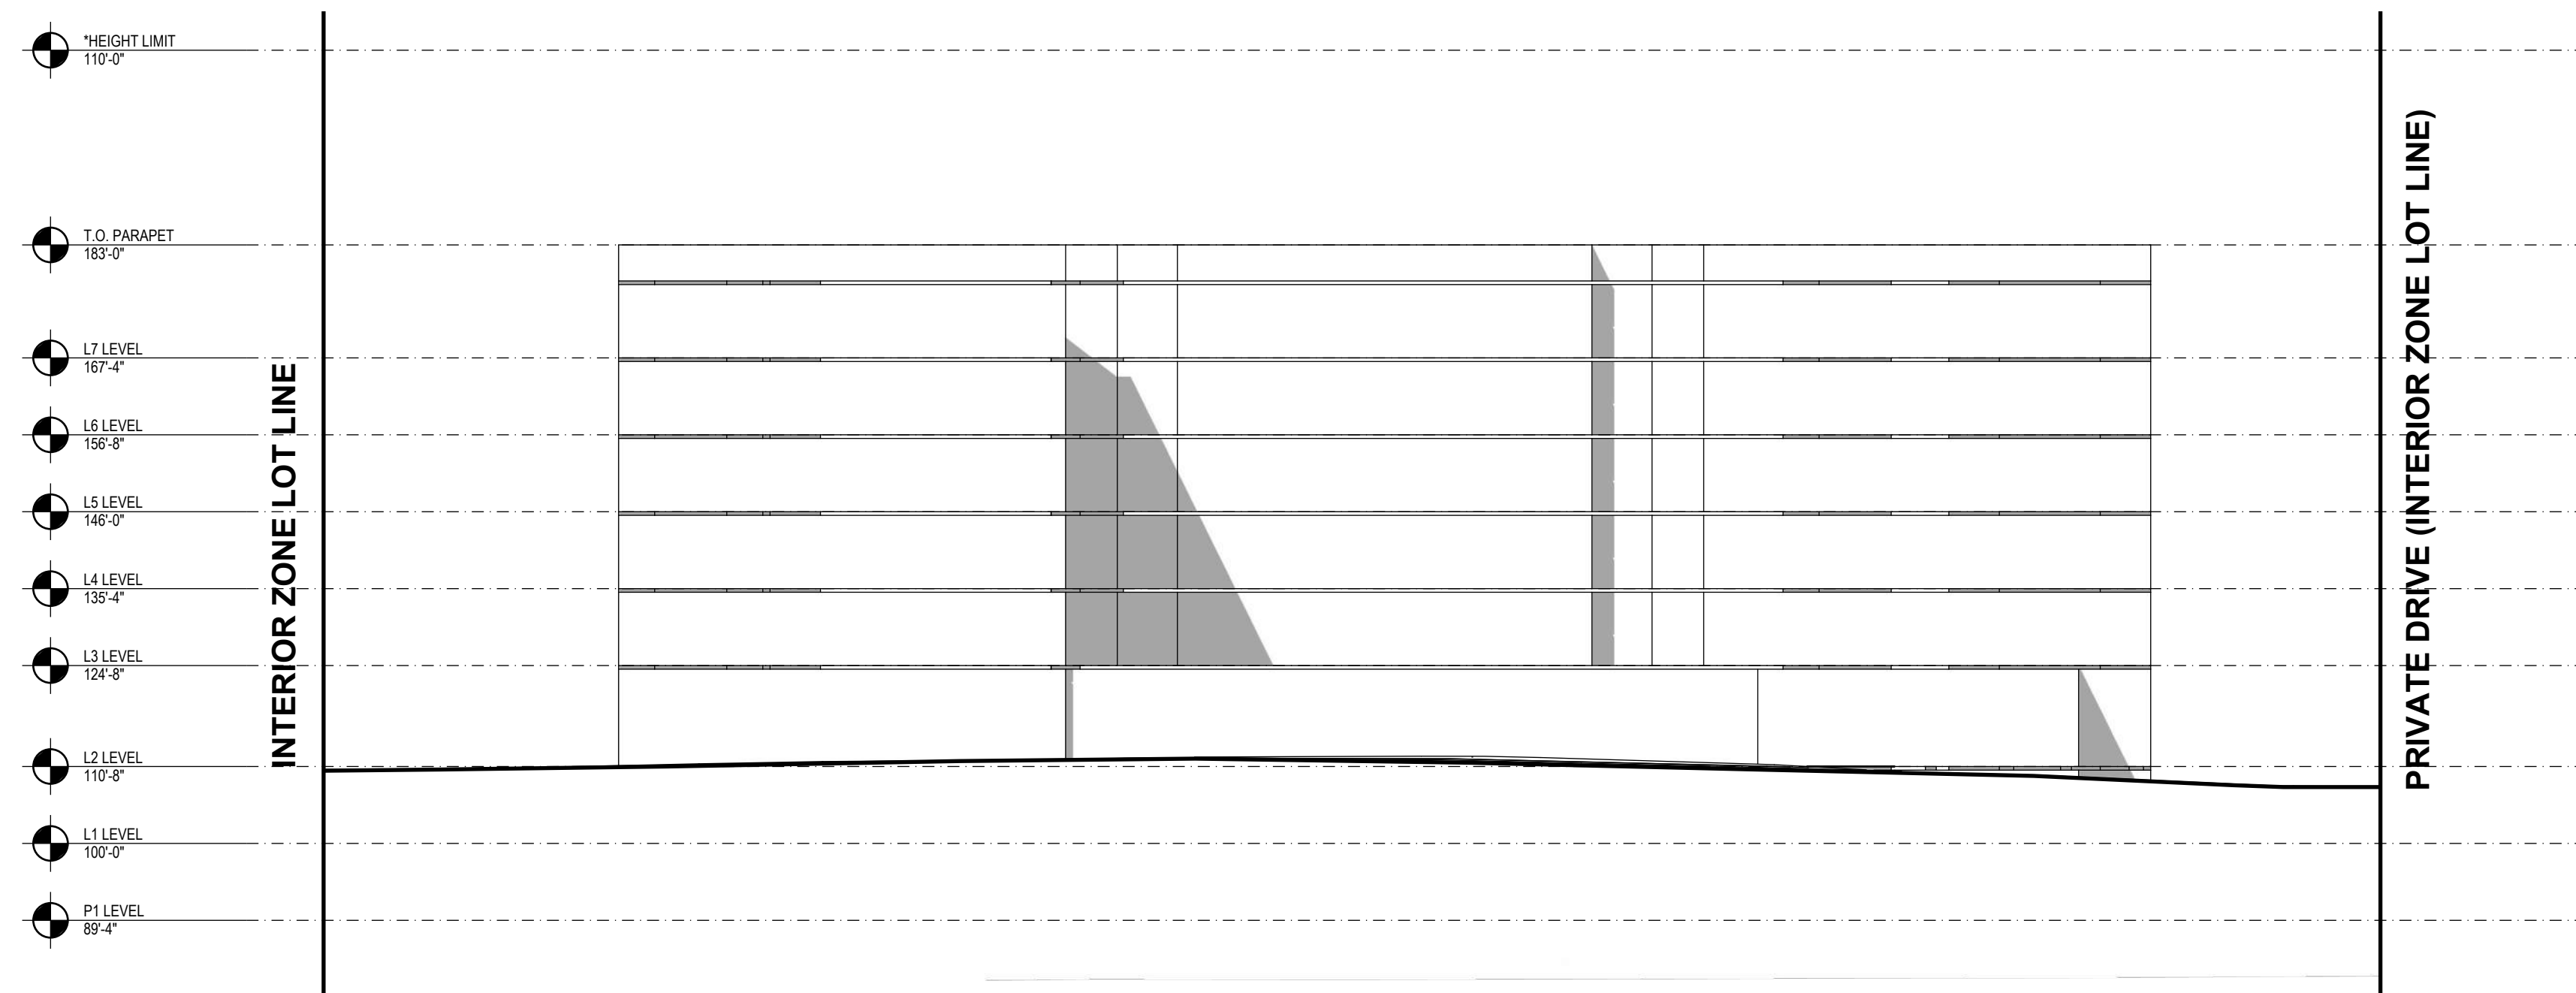 *HEIGHT LIMIT
110'-0"
T.O. PARAPET
183'-0"
L7 LEVEL
167'-4"
L6 LEVEL
156'-8"
L5 LEVEL
146'-0"
L4 LEVEL
135'-4"
L3 LEVEL
124'-8"
L2 LEVEL
110'-8"
L1 LEVEL
100'-0"
P1 LEVEL
89'-4"
INTERIOR ZONE LOT LINE
PRIVATE DRIVE (INTERIOR ZONE LOT LINE)